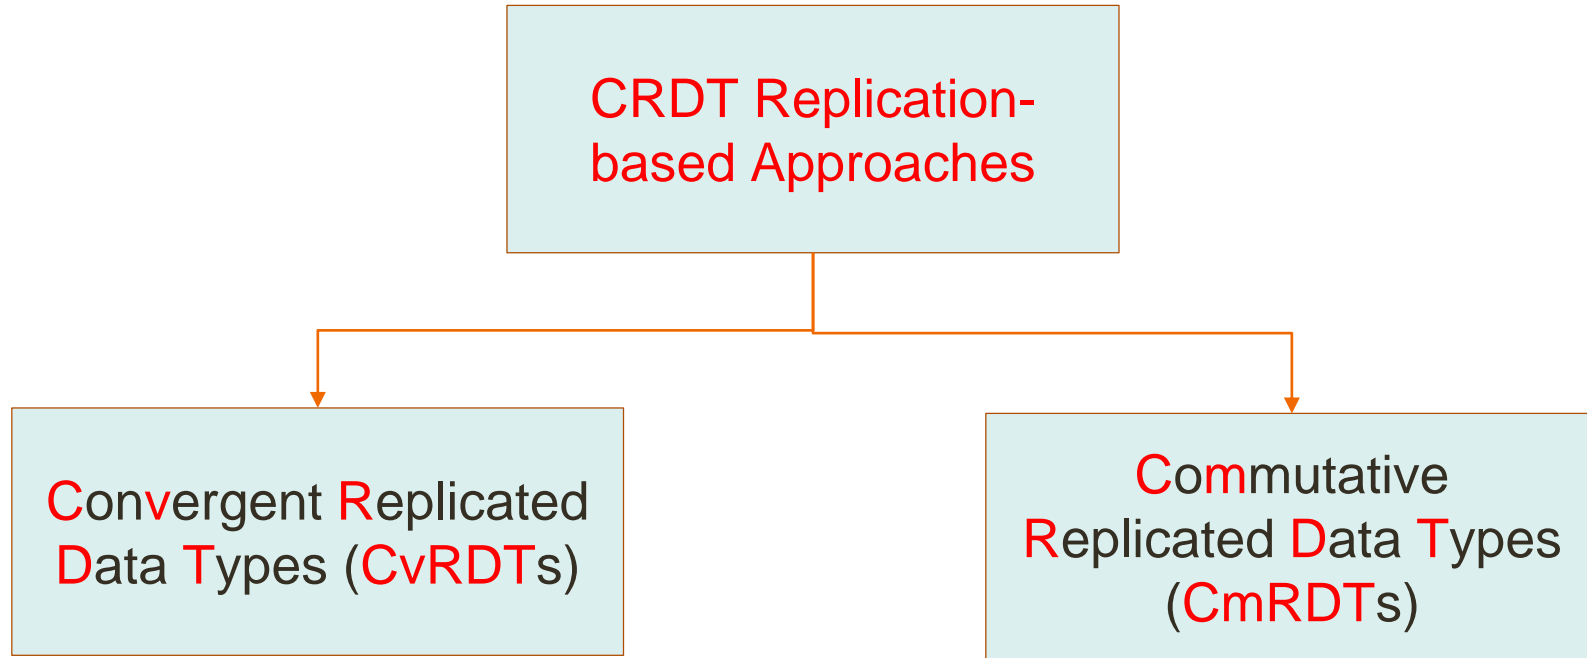 CRDT Replication-
based Approaches
Convergent Replicated
Data Types (CvRDTs)
Commutative
Replicated Data Types
(CmRDTs)